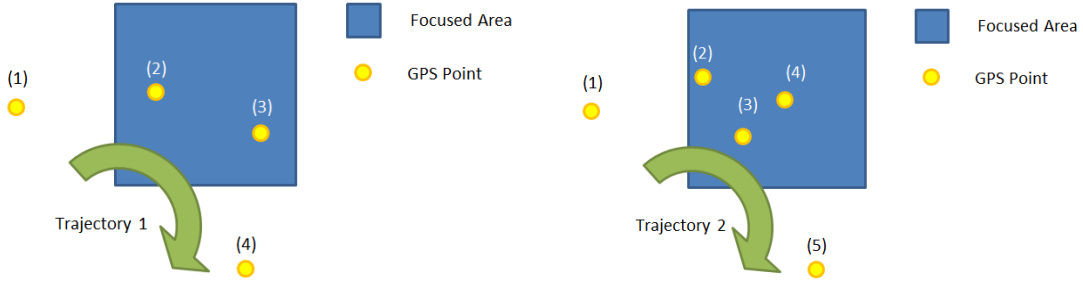 Focused Area
GPS Point
(1)
(2)
(3)
Trajectory 1
(4)
Focused Area
GPS Point
(1)
(2)
(4)
(3)
Trajectory 2
(5)